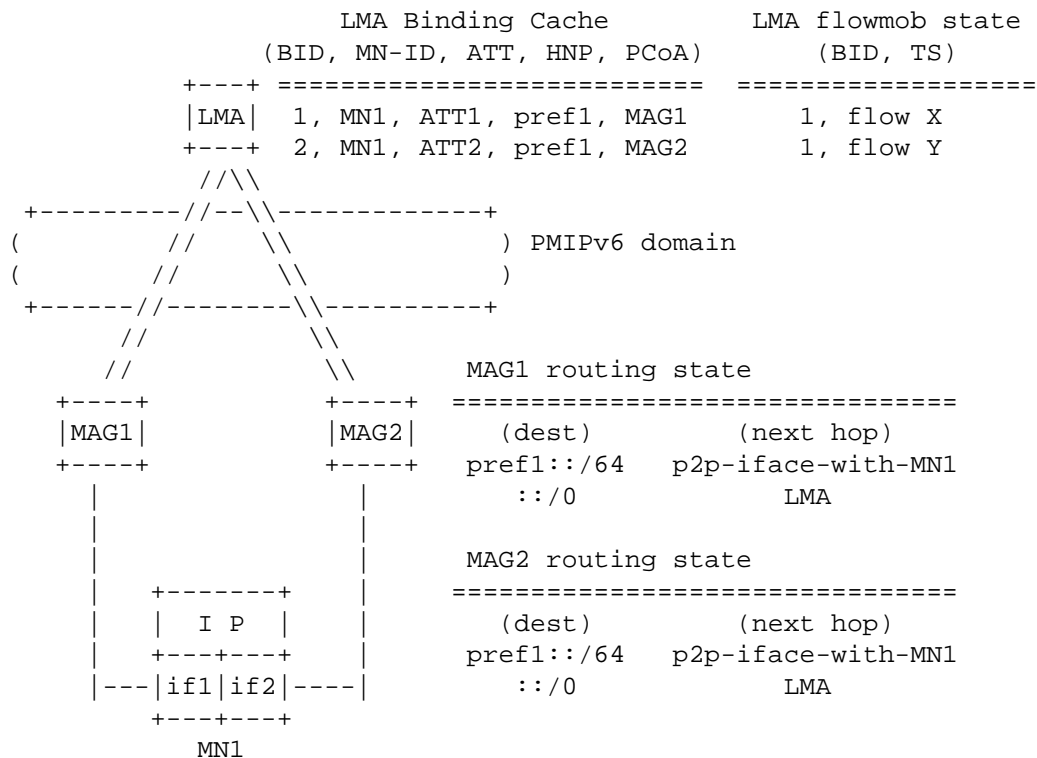 LMA Binding Cache LMA flowmob state
(BID, MN-ID, ATT, HNP, PCoA) (BID, TS)
+---+ =========================== ===================
|LMA| 1, MN1, ATT1, pref1, MAG1 1, flow X
+---+ 2, MN1, ATT2, pref1, MAG2 1, flow Y
//\\
+---------//--\\-------------+
( // \\ ) PMIPv6 domain
( // \\ )
+------//--------\\----------+
// \\
// \\ MAG1 routing state
+----+ +----+ ================================
|MAG1| |MAG2| (dest) (next hop)
+----+ +----+ pref1::/64 p2p-iface-with-MN1
| | ::/0 LMA
| |
| | MAG2 routing state
| +-------+ | ================================
| | I P | | (dest) (next hop)
| +---+---+ | pref1::/64 p2p-iface-with-MN1
|---|if1|if2|----| ::/0 LMA
+---+---+
MN1